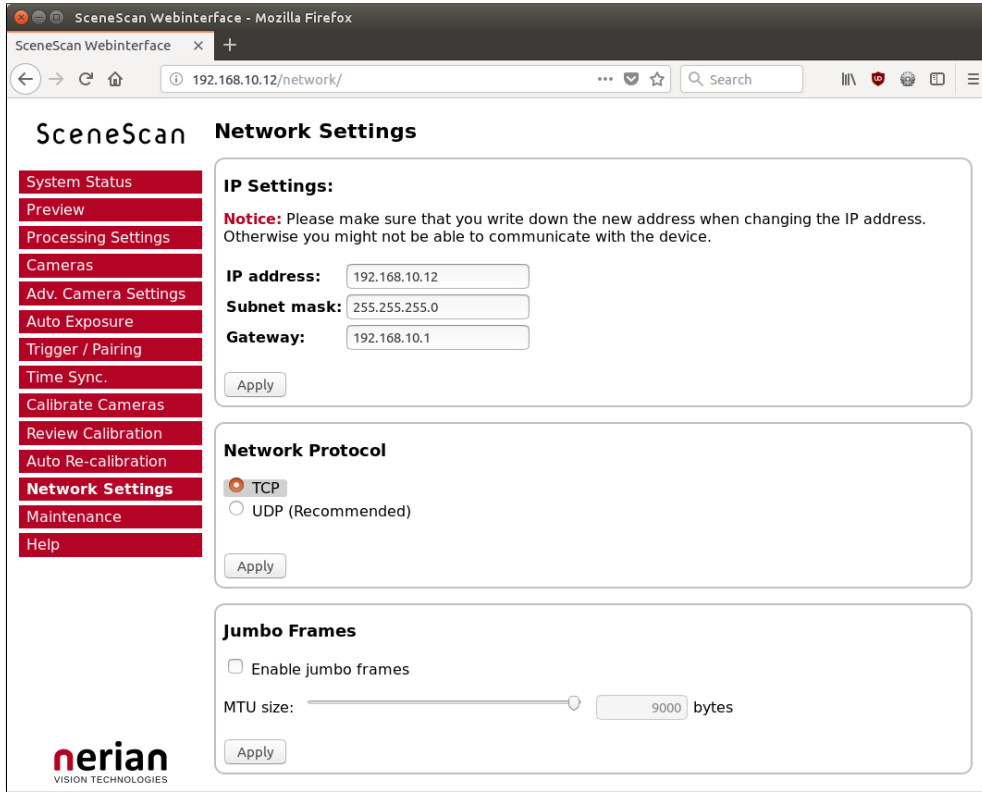 SceneScan Webinterface - Mozilla Firefox
SceneScan Webinterface
192.168.10.12/network/
Search
SceneScan
System Status
Preview
Processing Settings
Cameras
Adv. Camera Settings
Auto Exposure
Trigger / Pairing
Time Sync.
Calibrate Cameras
Review Calibration
Auto Re-calibration
Network Settings
Maintenance
Help
nerian
VISION TECHNOLOGIES
Network Settings
IP Settings:
Notice: Please make sure that you write down the new address when changing the IP address.
Otherwise you might not be able to communicate with the device.
IP address: 192.168.10.12
Subnet mask: 255.255.255.0
Gateway: 192.168.10.1
Apply
Network Protocol
TCP
UDP (Recommended)
Apply
Jumbo Frames
Enable jumbo frames
MTU size: 9000 bytes
Apply